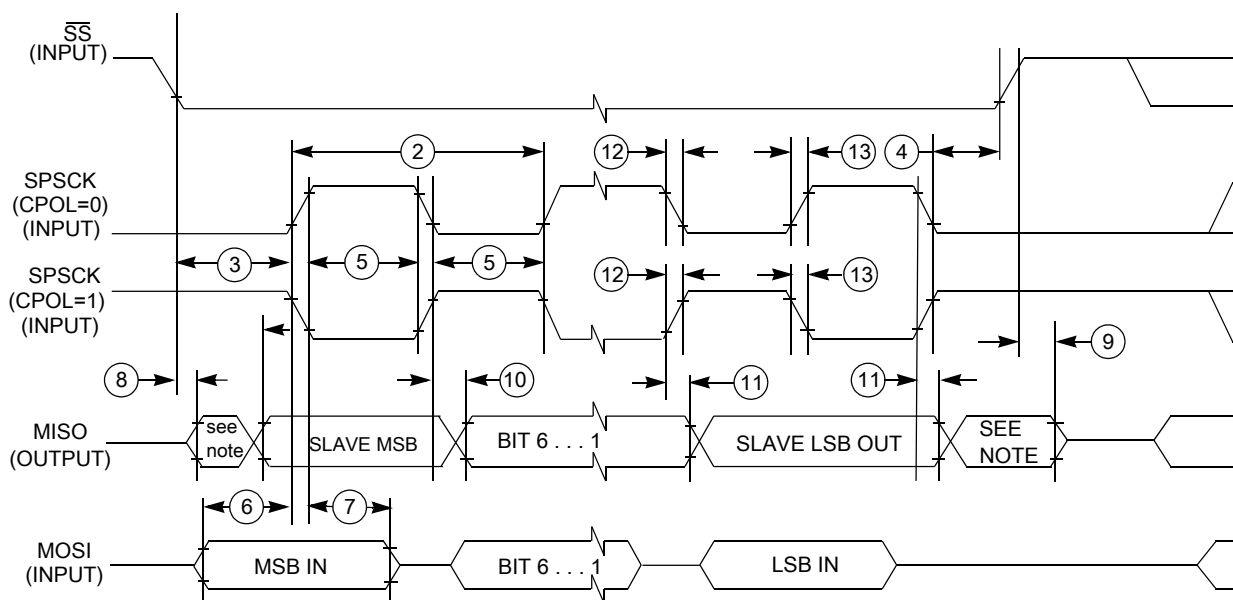 SS
(INPUT)
2
12
13
4
SPSCK
(CPOL=0)
(INPUT)
3
5
5
SPSCK
(CPOL=1)
(INPUT)
12
13
9
8
10
11
11
MISO
(OUTPUT)
see
note
SLAVE MSB
BIT 6 . . . 1
SLAVE LSB OUT
SEE
NOTE
6
7
MOSI
(INPUT)
MSB IN
BIT 6 . . . 1
LSB IN